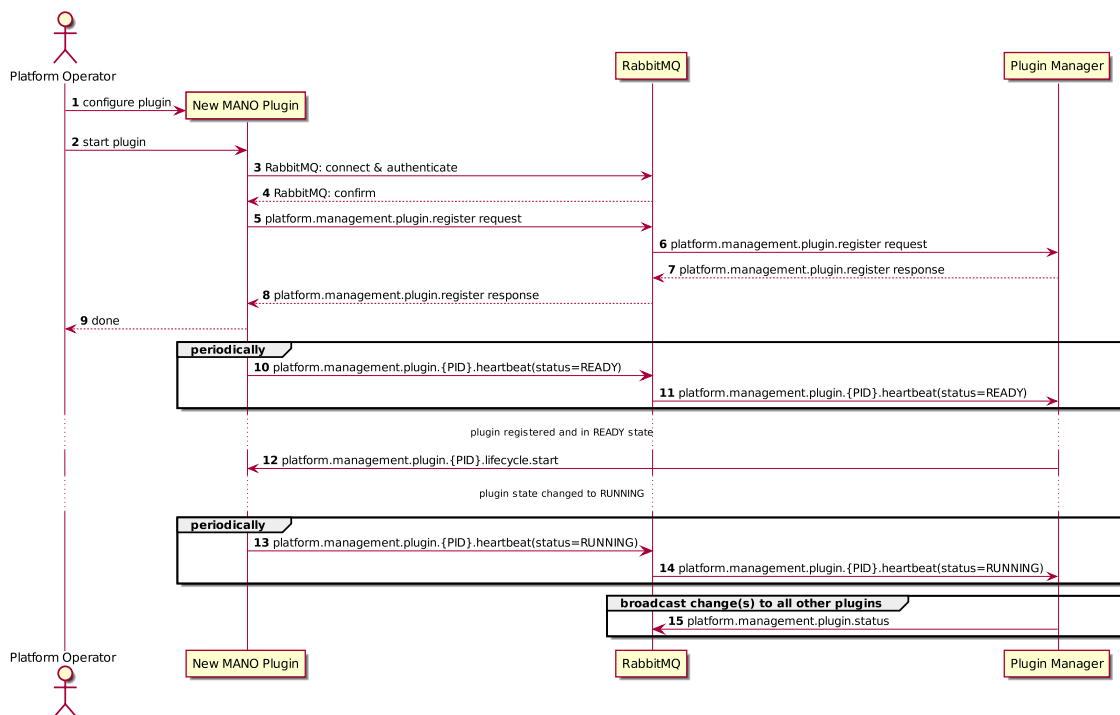 Platform Operator
RabbitMQ
Plugin Manager
1 configure plugin
New MANO Plugin
2 start plugin
3 RabbitMQ: connect & authenticate
4 RabbitMQ: confirm
5 platform.management.plugin.register request
6 platform.management.plugin.register request
7 platform.management.plugin.register response
8 platform.management.plugin.register response
9 done
periodically
10 platform.management.plugin.{PID}.heartbeat(status=READY)
11 platform.management.plugin.{PID}.heartbeat(status=READY)
plugin registered and in READY state
12 platform.management.plugin.{PID}.lifecycle.start
plugin state changed to RUNNING
periodically
13 platform.management.plugin.{PID}.heartbeat(status=RUNNING)
14 platform.management.plugin.{PID}.heartbeat(status=RUNNING)
broadcast change(s) to all other plugins
15 platform.management.plugin.status
Platform Operator
New MANO Plugin
RabbitMQ
Plugin Manager